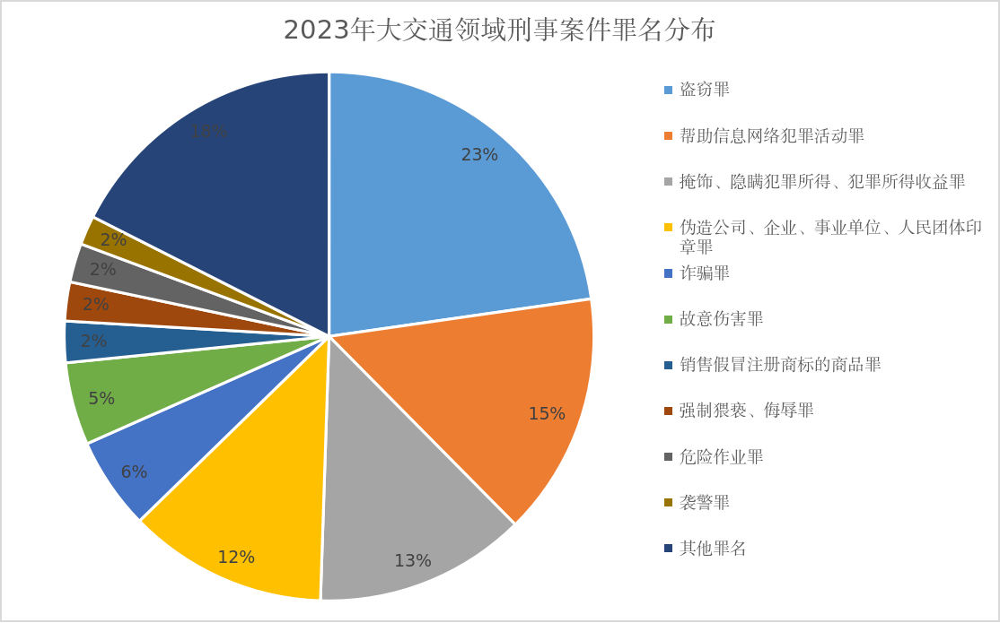 2023年大交通领域刑事案件罪名分布
23%
15%
13%
12%
6%
5%
2%
2%
2%
2%
18%
盗窃罪
帮助信息网络犯罪活动罪
掩饰、隐瞒犯罪所得、犯罪所得收益罪
伪造公司、企业、事业单位、人民团体印
章罪
诈骗罪
故意伤害罪
销售假冒注册商标的商品罪
强制猥亵、侮辱罪
危险作业罪
袭警罪
其他罪名